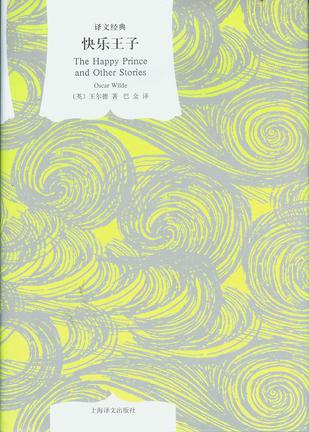 译文经典
快乐王子
The Happy Prince
and Other Stories
Oscar Wilde
〔英〕王尔德 著 巴金 译
上海译文出版社